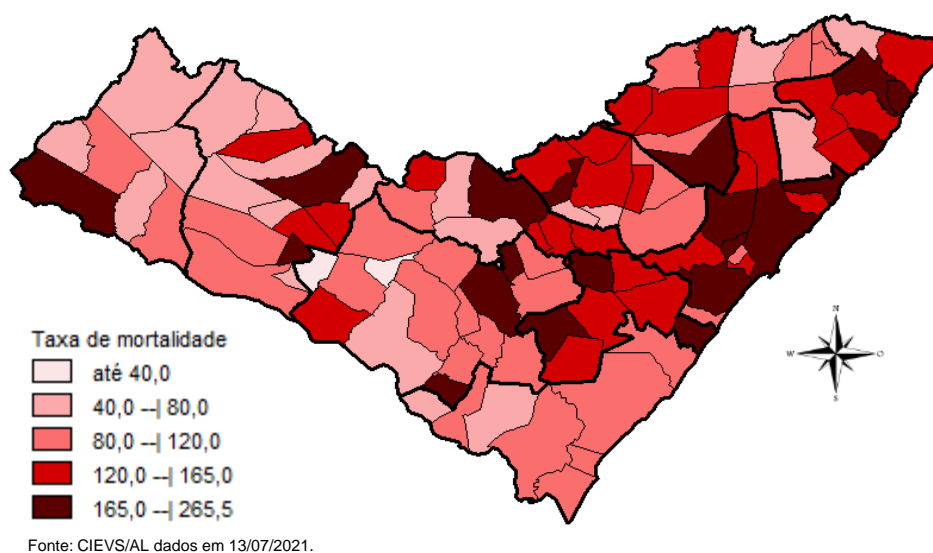 Taxa de mortalidade
até 40,0
40,0 --| 80,0
80,0 --| 120,0
120,0 --| 165,0
165,0 --| 265,5
N
W
O
S
Fonte: CIEVS/AL dados em 13/07/2021.